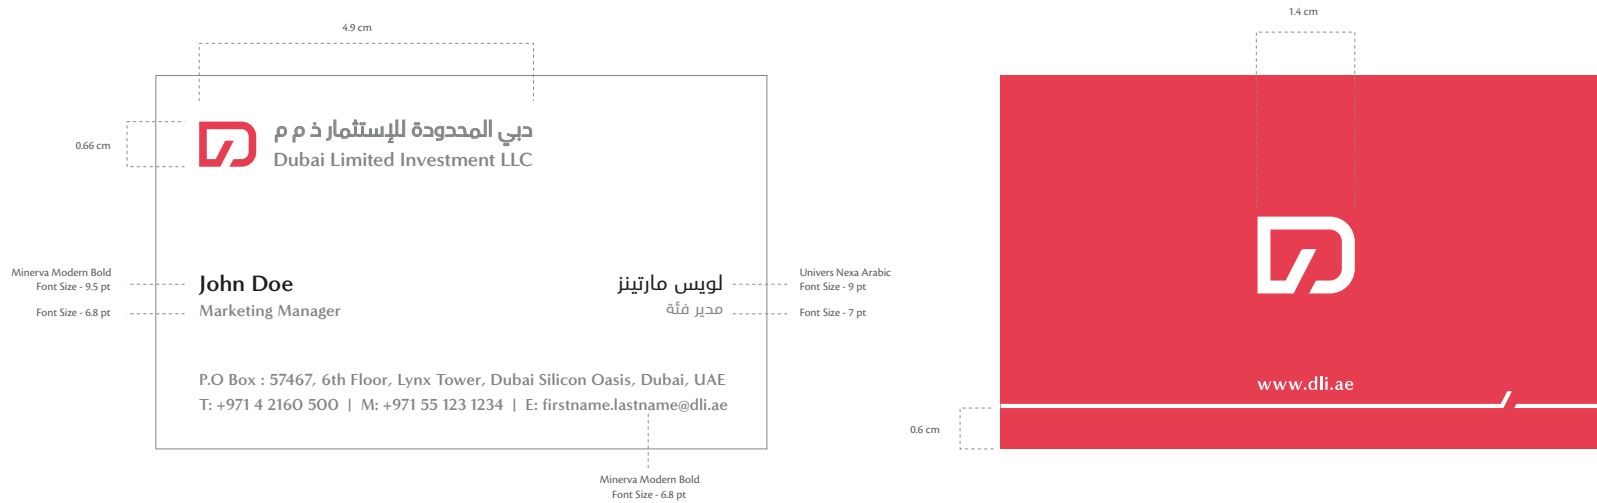 4.9 cm
1.4 cm
0.66 cm
دبي المحدودة للإستثمار ذ م م
Dubai Limited Investment LLC
Minerva Modern Bold
Font Size - 9.5 pt
Font Size - 6.8 pt
John Doe
Marketing Manager
لويس مارتينز
مدير فئة
Univers Nexa Arabic
Font Size - 9 pt
Font Size - 7 pt
P.O Box : 57467, 6th Floor, Lynx Tower, Dubai Silicon Oasis, Dubai, UAE
T: +971 4 2160 500 | M: +971 55 123 1234 | E: firstname.lastname@dli.ae
Minerva Modern Bold
Font Size - 6.8 pt
www.dli.ae
0.6 cm